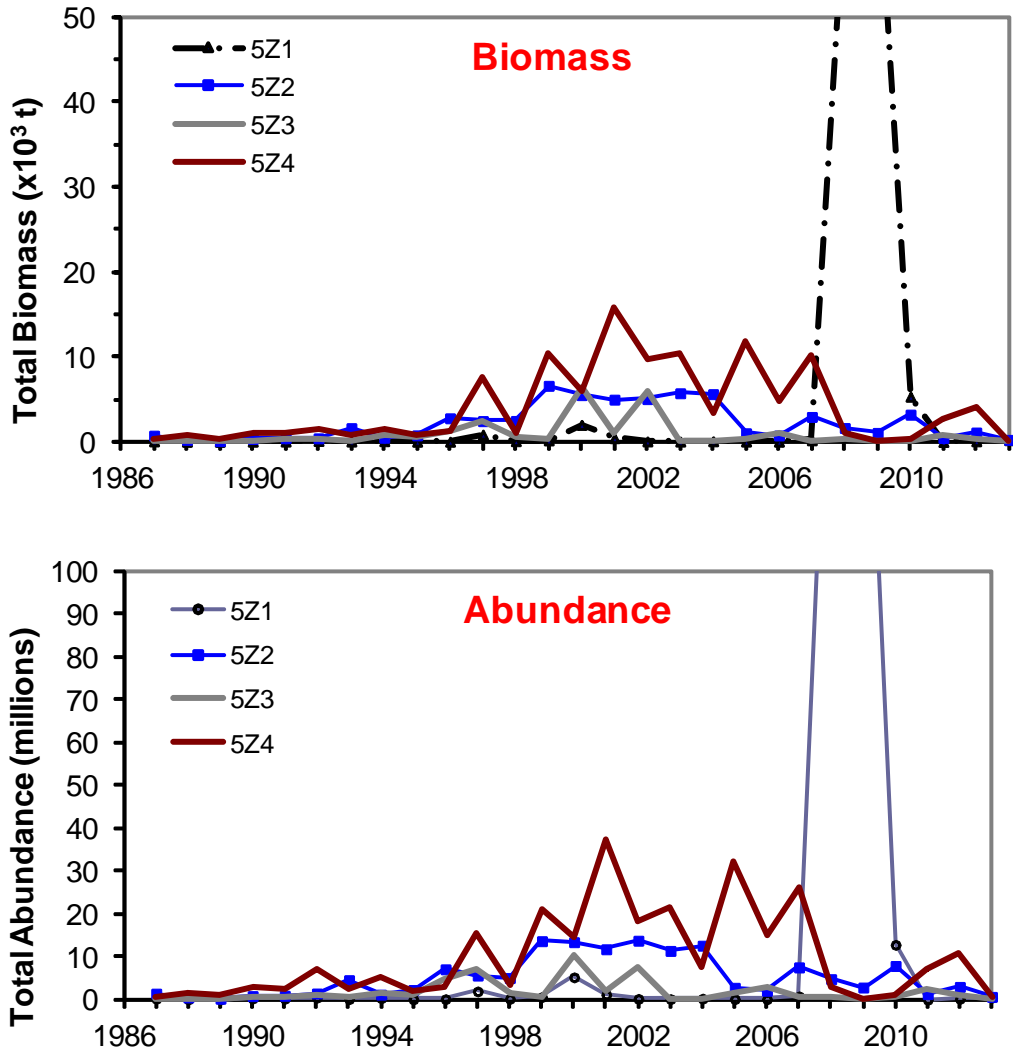 Biomass
Total Biomass (x10³ t)
50
40
30
20
10
0
5Z1
5Z2
5Z3
5Z4
1986 1990 1994 1998 2002 2006 2010
Abundance
Total Abundance (millions)
100
90
80
70
60
50
40
30
20
10
0
5Z1
5Z2
5Z3
5Z4
1986 1990 1994 1998 2002 2006 2010